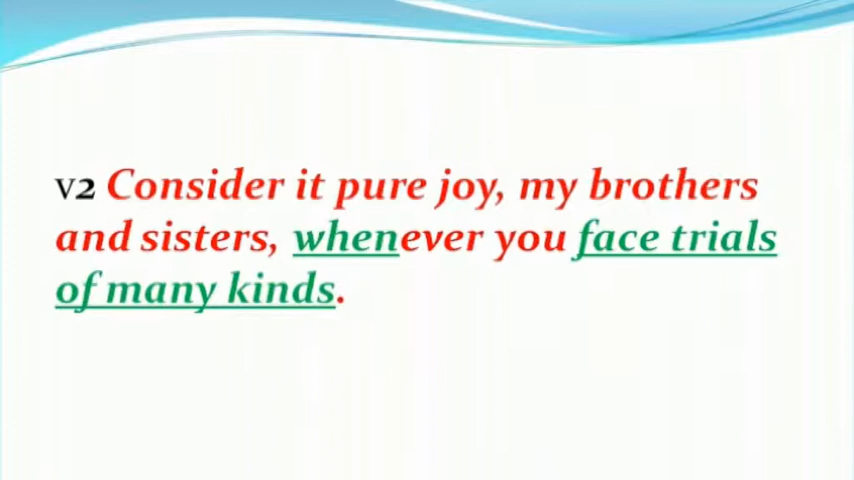 v2 Consider it pure joy, my brothers
and sisters, whenever you face trials
of many kinds.